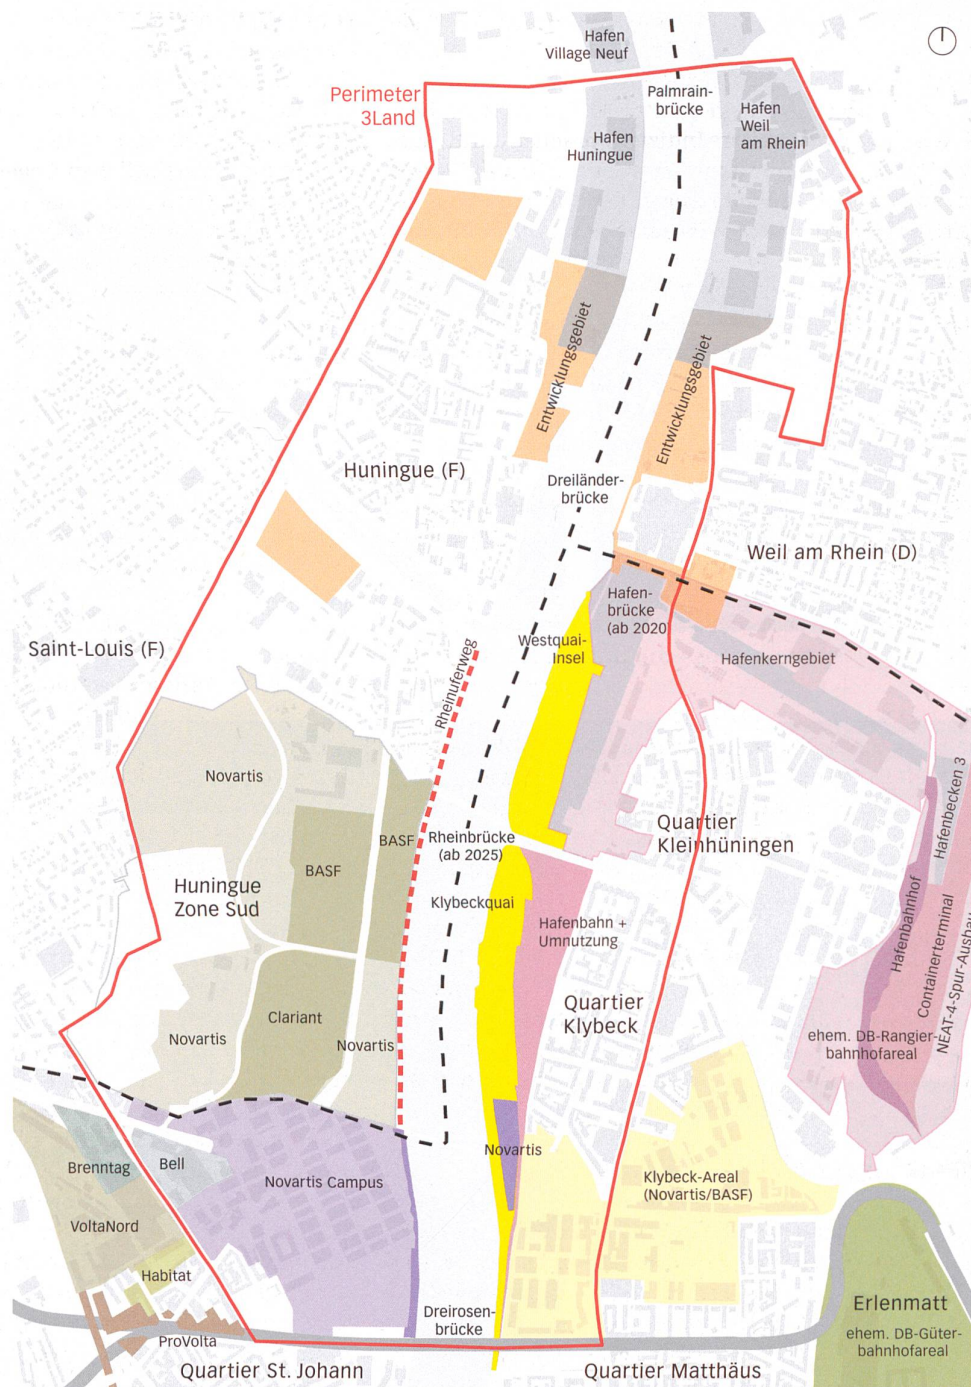 Hafen
Village Neuf
Perimeter
3Land
Palmrain-
brücke
Hafen
Weil
am Rhein
Hafen
Huningue
Entwicklungsgebiet
Entwicklungsgebiet
Huningue (F)
Dreiländer-
brücke
Weil am Rhein (D)
Hafen-
brücke
(ab 2020
Saint-Louis (F)
Westquai-
Insel
Hafenkerngebiet
Rheinuferweg
Novartis
Hafenbecken 3
Quartier
Kleinhüningen
BASF
Rheinbrücke
(ab 2025)
BASF
Huningue
Zone Sud
Klybeckquai
Hafenbahn +
Umnutzung
Hafenbahnhof
Containerterminal
NEAT-4-Spur-Ausbau
Quartier
Klybeck
Clariant
Novartis
Novartis
ehem. DB-Rangier-
bahnhofareal
Novartis
Brenntag
Bell
Novartis Campus
Klybeck-Areal
(Novartis/BASF)
VoltaNord
Habitat
Dreirosen-
brücke
Erlenmatt
ehem. DB-Güter-
bahnhofareal
ProVolta
Quartier St. Johann
Quartier Matthäus